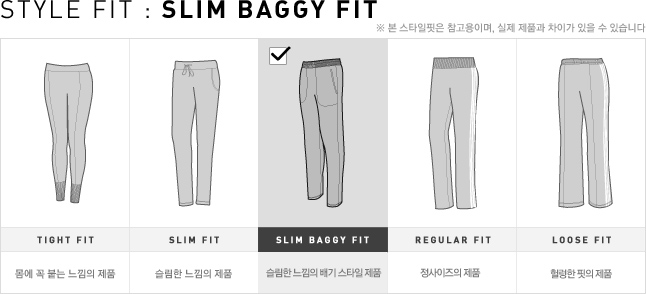 STYLE FIT : SLIM BAGGY FIT
※ 본 스타일핏은 참고용이며, 실제 제품과 차이가 있을 수 있습니다
TIGHT FIT
SLIM FIT
SLIM BAGGY FIT
REGULAR FIT
LOOSE FIT
몸에 꼭 붙는 느낌의 제품
슬림한 느낌의 제품
슬림한 느낌의 배기 스타일 제품
정사이즈의 제품
헐렁한 핏의 제품